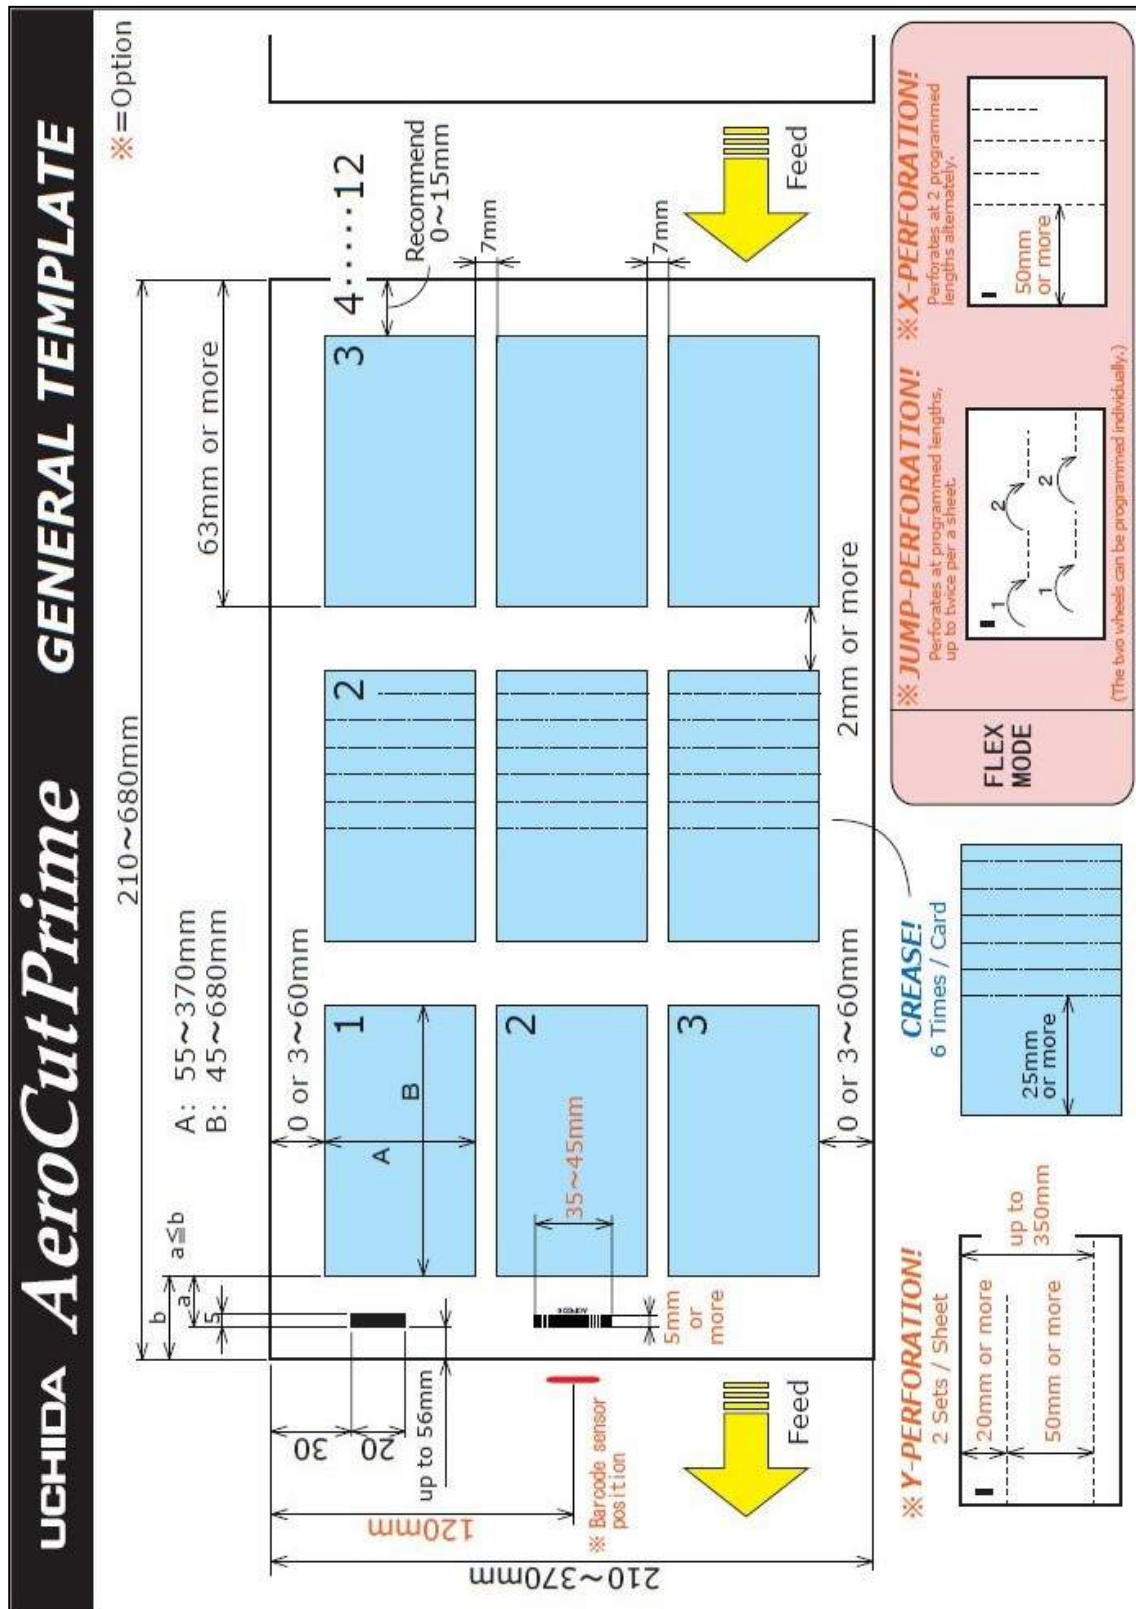 UCHIDA AeroCutPrime GENERAL TEMPLATE
※=Option
210~680mm
A: 55~370mm
B: 45~680mm
63mm or more
a≦b
b
a
5
0 or 3~60mm
4·····12
Recommend
0~15mm
30
20
up to 56mm
1
2
3
A
B
7mm
120mm
※ Barcode sensor
position
2
35~45mm
5mm
or
more
7mm
3
0 or 3~60mm
2mm or more
210~370mm
Feed
Feed
※ Y-PERFORATION!
2 Sets / Sheet
20mm or more
50mm or more
up to
350mm
CREASE!
6 Times / Card
25mm
or more
FLEX
MODE
※ JUMP-PERFORATION!
Perforates at programmed lengths,
up to twice per a sheet.
1
2
1
2
(The two wheels can be programmed individually.)
※ X-PERFORATION!
Perforates at 2 programmed
lengths alternately.
50mm
or more